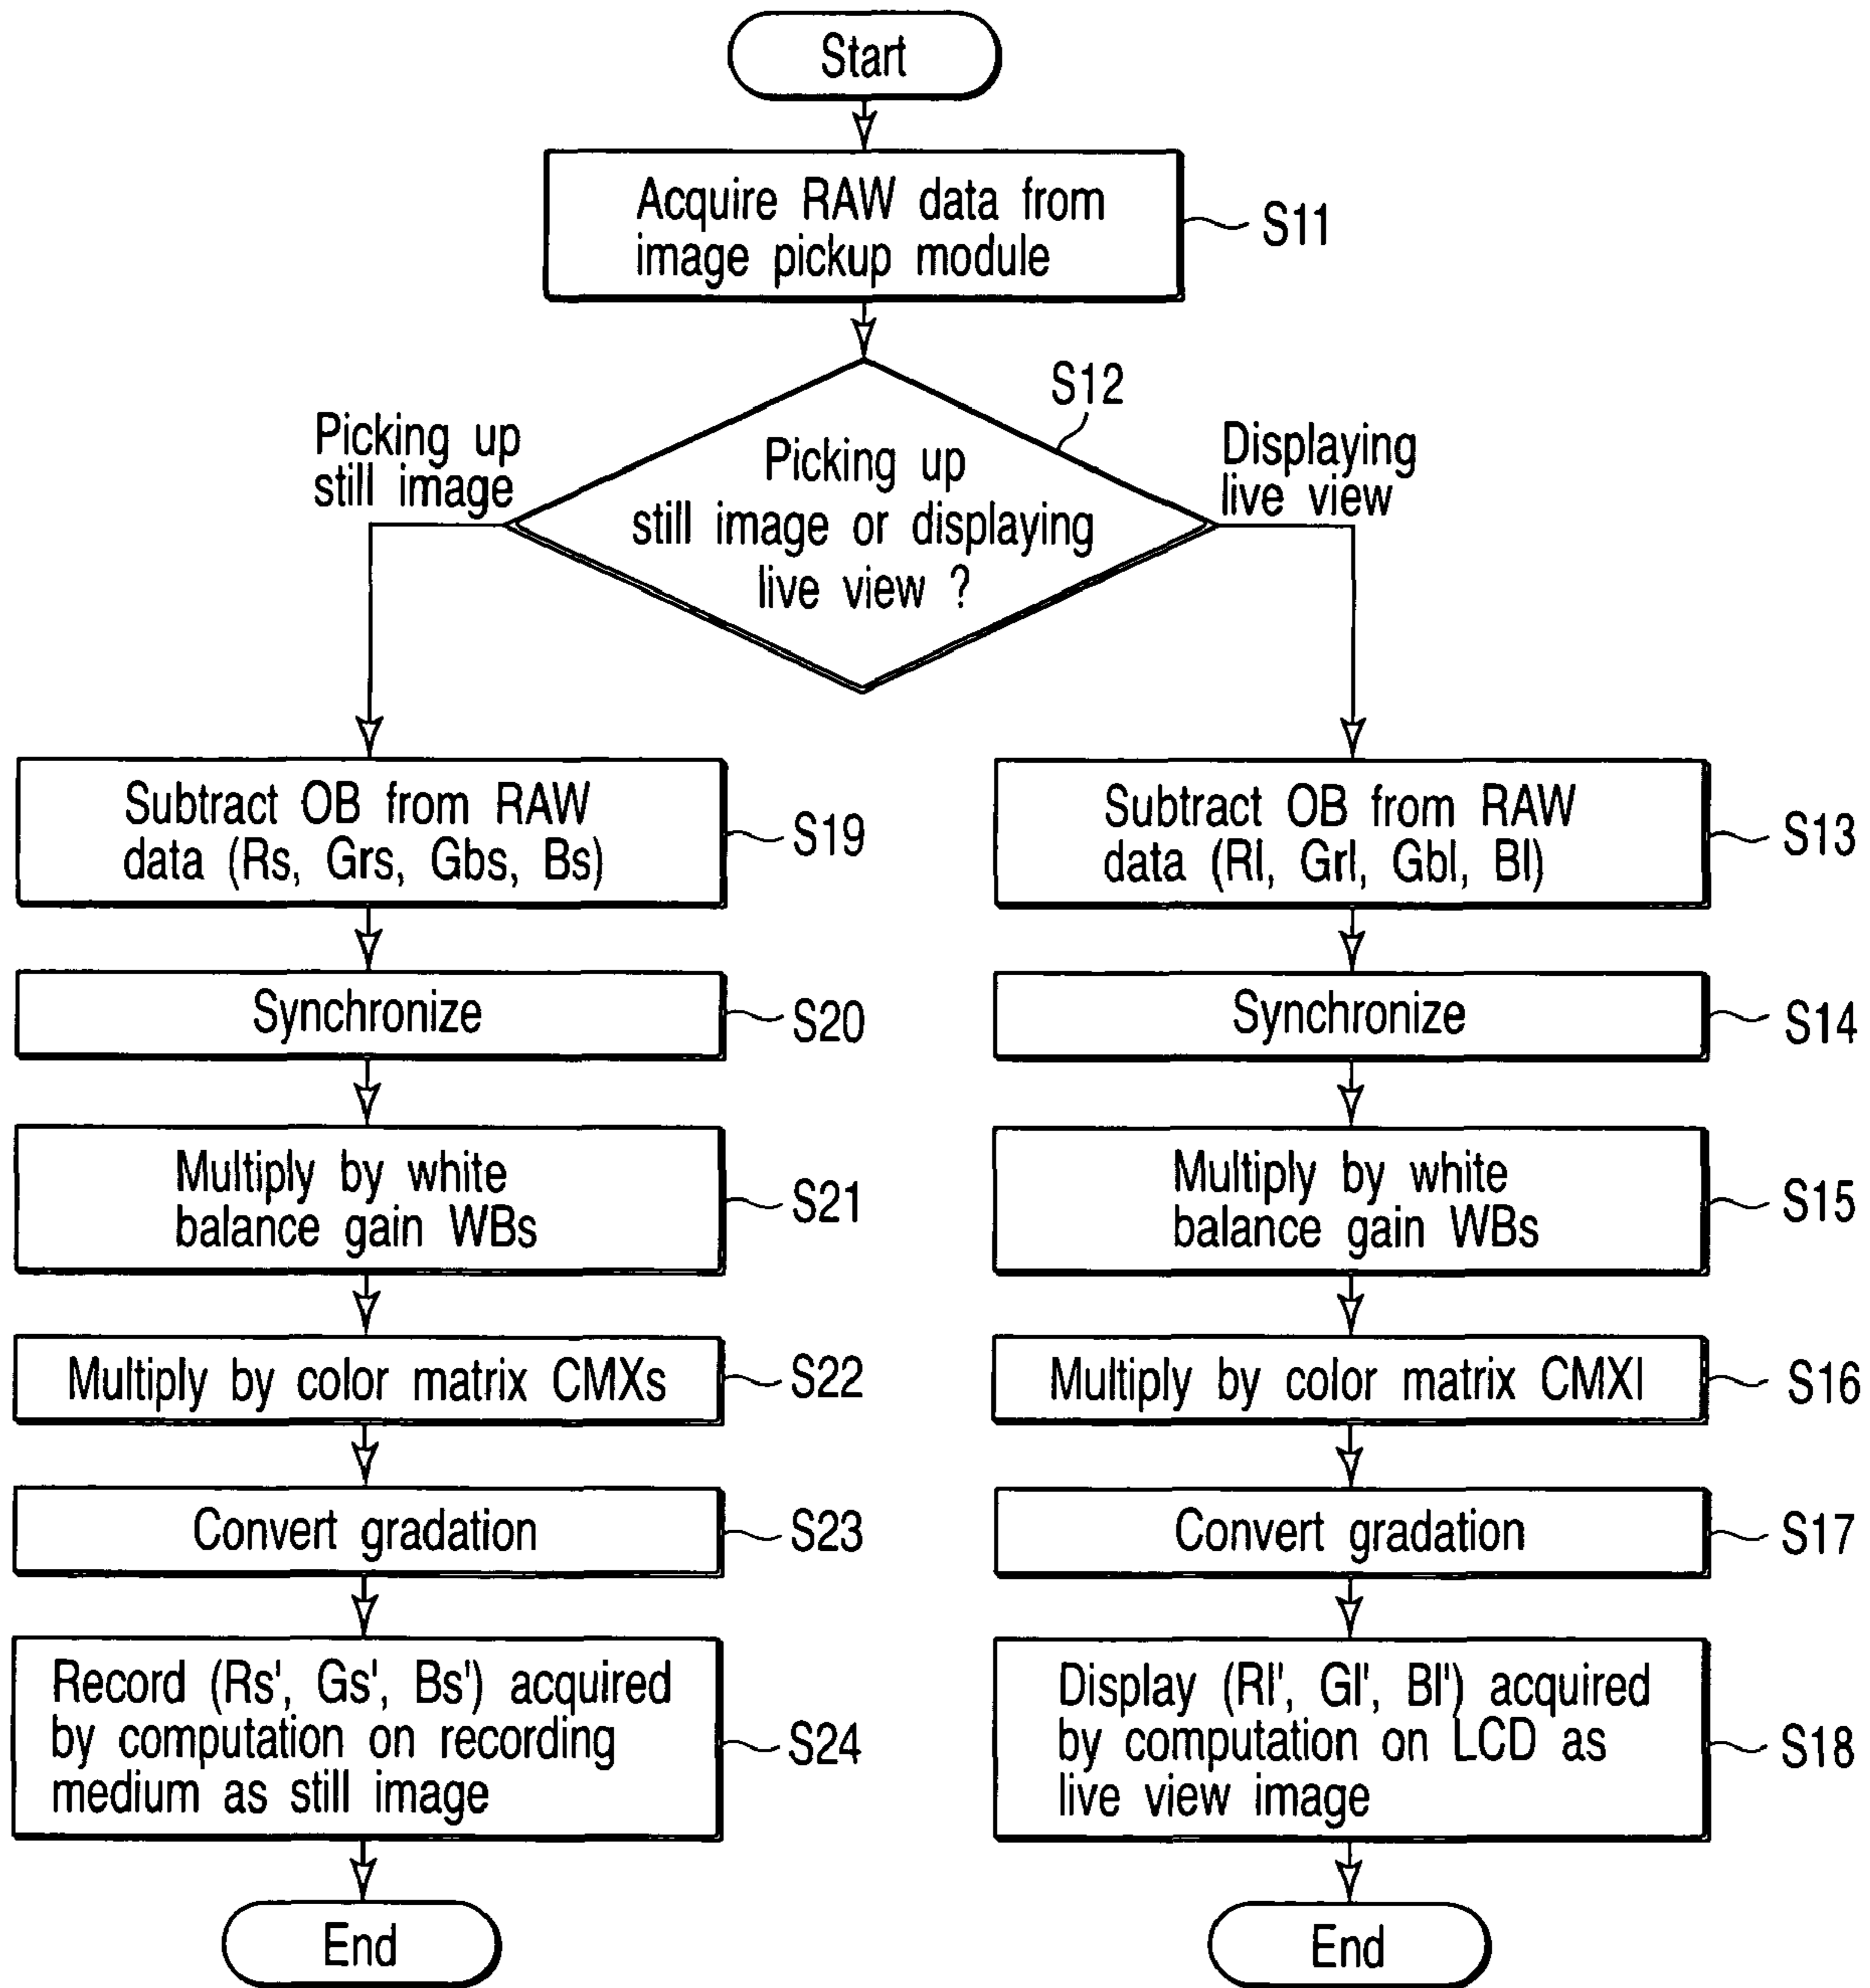 Start
Acquire RAW data from
image pickup module
S11
S12
Picking up
still image
Picking up
still image or displaying
live view ?
Displaying
live view
Subtract OB from RAW
data (Rs, Grs, Gbs, Bs)
S19
Synchronize
S20
Multiply by white
balance gain WBs
S21
Multiply by color matrix CMXs
S22
Convert gradation
S23
Record (Rs', Gs', Bs') acquired
by computation on recording
medium as still image
S24
End
Subtract OB from RAW
data (Rl, Grl, Gbl, Bl)
S13
Synchronize
S14
Multiply by white
balance gain WBs
S15
Multiply by color matrix CMXl
S16
Convert gradation
S17
Display (Rl', Gl', Bl') acquired
by computation on LCD as
live view image
S18
End